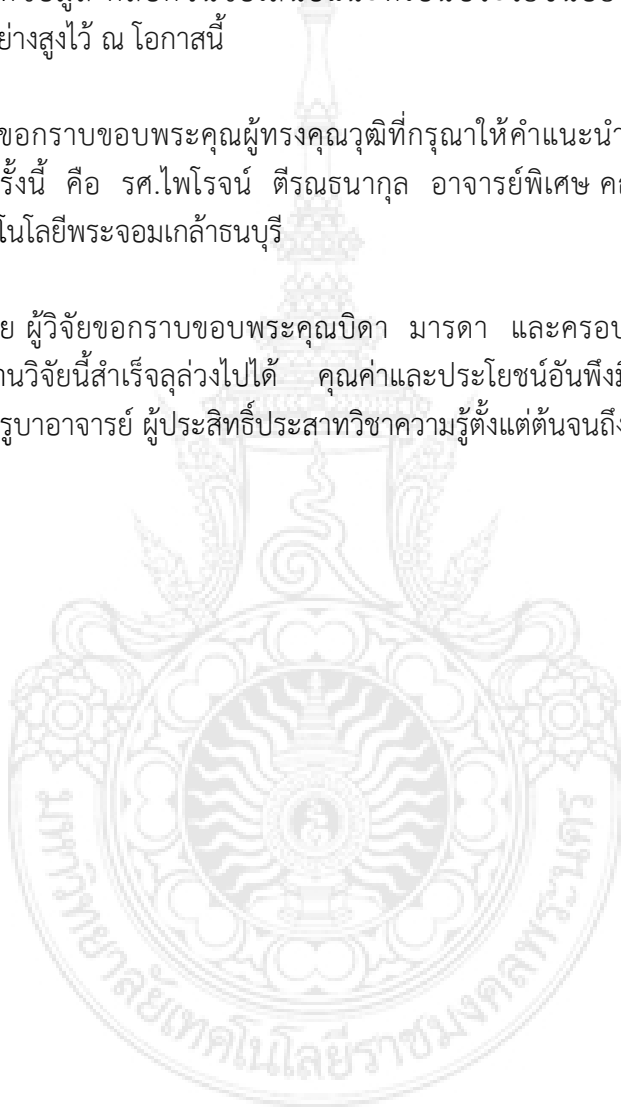 อย่างสูงไว้ ณ โอกาสนี้
ขอกราบขอบพระคุณผู้ทรงคุณวุฒิที่กรุณาให้คำแนะนำ
รั้งนี้ คือ รศ.ไพโรจน์ ตีรณธนากุล อาจารย์พิเศษ
โนโลยีพระจอมเกล้าธนบุรี
ย ผู้วิจัยขอกราบขอบพระคุณบิดา มารดา และครอบ
านวิจัยนี้สำเร็จลุล่วงไปได้ คุณค่าและประโยชน์อันพึง
รูบาอาจารย์ ผู้ประสิทธิ์ประสาทวิชาความรู้ตั้งแต่ต้นจนถึง
มหาวิทยาลัยเทคโนโลยีราชมงคลพระนคร